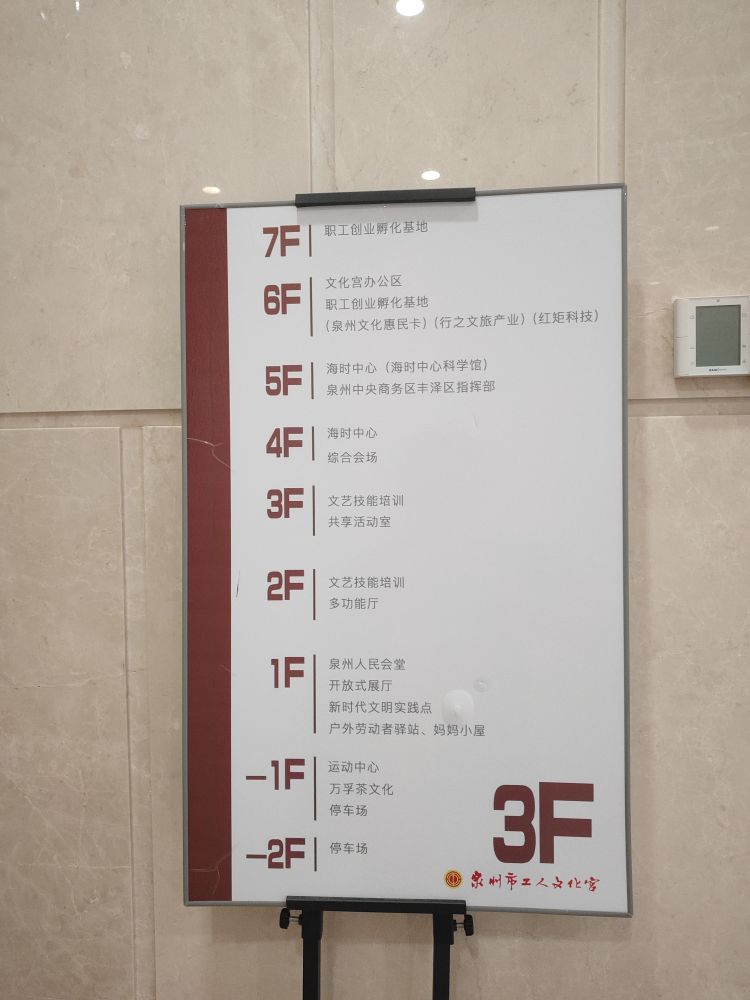 7F
职工创业孵化基地
6F
文化宫办公区
职工创业孵化基地
（泉州文化惠民卡）（行之文旅产业）（红矩科技）
5F
海时中心（海时中心科学馆）
泉州中央商务区丰泽区指挥部
4F
海时中心
综合会场
3F
文艺技能培训
共享活动室
2F
文艺技能培训
多功能厅
1F
泉州人民会堂
开放式展厅
新时代文明实践点
户外劳动者驿站、妈妈小屋
-1F
运动中心
万孚茶文化
停车场
-2F
停车场
3F
泉州市工人文化宫